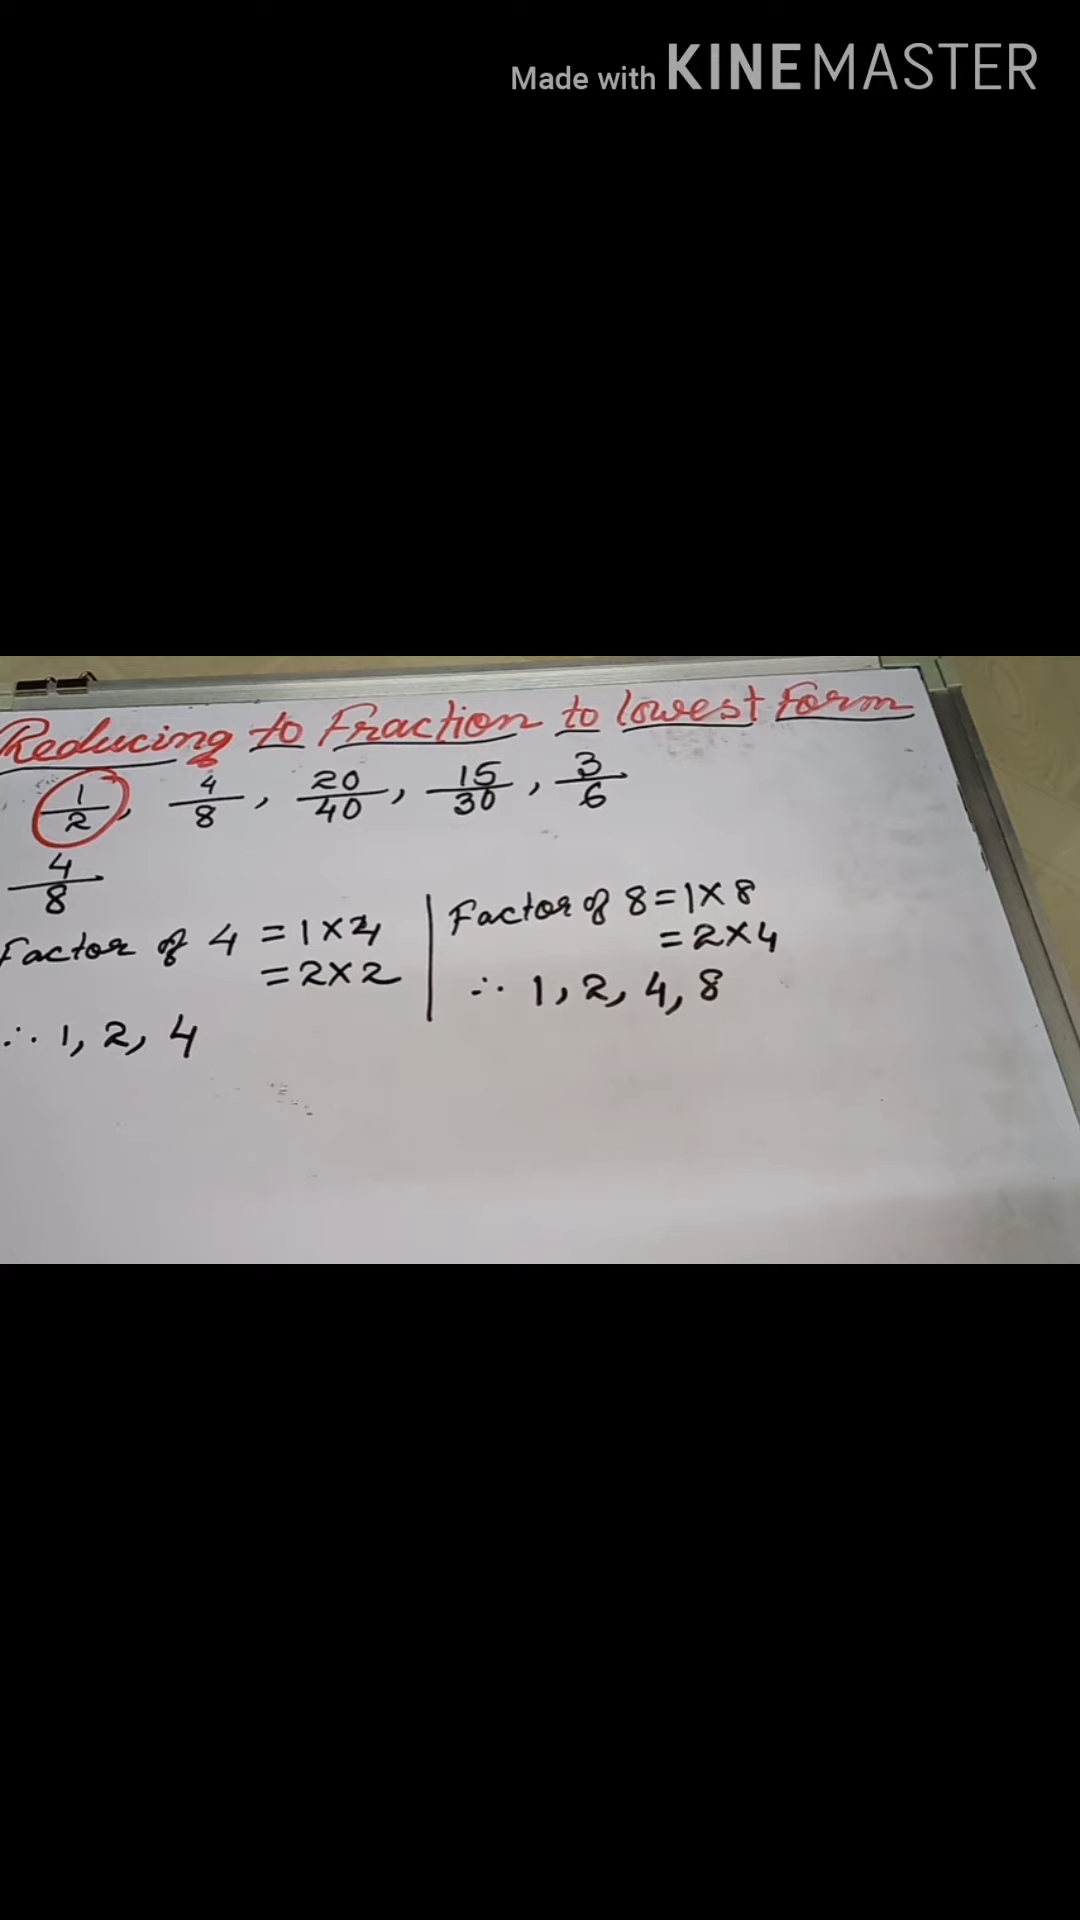 Made with KINEMASTER
Reducing to Fraction to lowest Form
1/2, 4/8, 20/40, 15/30, 3/6
4/8
Factor of 4 = 1 × 4
= 2 × 2
∴ 1, 2, 4
Factor of 8 = 1 × 8
= 2 × 4
∴ 1, 2, 4, 8